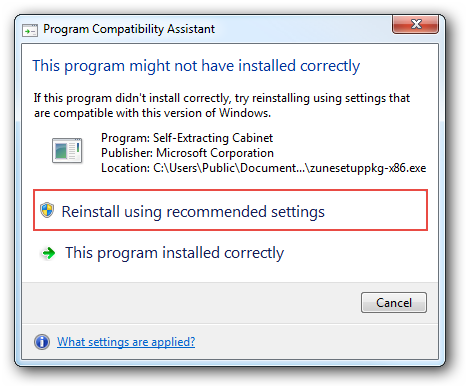 Program Compatibility Assistant
This program might not have installed correctly
If this program didn't install correctly, try reinstalling using settings that
are compatible with this version of Windows.
Program: Self-Extracting Cabinet
Publisher: Microsoft Corporation
Location: C:\Users\Public\Document...\zunesetuppkg-x86.exe
Reinstall using recommended settings
This program installed correctly
Cancel
What settings are applied?